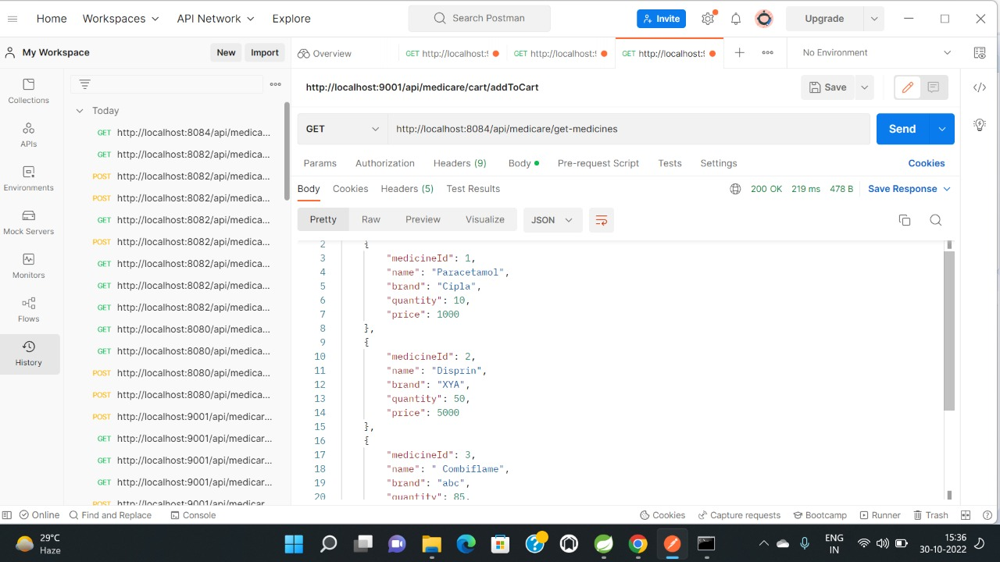 Home Workspaces API Network Explore Search Postman Invite Upgrade
My Workspace New Import Overview GET http://localhost: GET http://localhost: GET http://localhost: No Environment
http://localhost:9001/api/medicare/cart/addToCart Save
GET http://localhost:8084/api/medicare/get-medicines Send
Params Authorization Headers (9) Body Pre-request Script Tests Settings Cookies
Body Cookies Headers (5) Test Results 200 OK 219 ms 478 B Save Response
Pretty Raw Preview Visualize JSON
Collections
APIs
Environments
Mock Servers
Monitors
Flows
History
Today
GET http://localhost:8084/api/medica...
GET http://localhost:8082/api/medica...
POST http://localhost:8082/api/medica...
POST http://localhost:8082/api/medica...
GET http://localhost:8082/api/medica...
POST http://localhost:8082/api/medica...
GET http://localhost:8082/api/medica...
GET http://localhost:8082/api/medica...
GET http://localhost:8082/api/medica...
GET http://localhost:8080/api/medica...
GET http://localhost:8080/api/medica...
POST http://localhost:8080/api/medica...
POST http://localhost:8080/api/medica...
POST http://localhost:9001/api/medicar...
GET http://localhost:9001/api/medicar...
GET http://localhost:9001/api/medicar...
GET http://localhost:9001/api/medicar...
POST http://localhost:9001/api/medicar
2 {
3 "medicineId": 1,
4 "name": "Paracetamol",
5 "brand": "Cipla",
6 "quantity": 10,
7 "price": 1000
8 },
9 {
10 "medicineId": 2,
11 "name": "Disprin",
12 "brand": "XYA",
13 "quantity": 50,
14 "price": 5000
15 },
16 {
17 "medicineId": 3,
18 "name": " Combiflame",
19 "brand": "abc",
20 "quantity": 85,
Online Find and Replace Console Cookies Capture requests Bootcamp Runner Trash
29°C
Haze
ENG
IN
15:36
30-10-2022